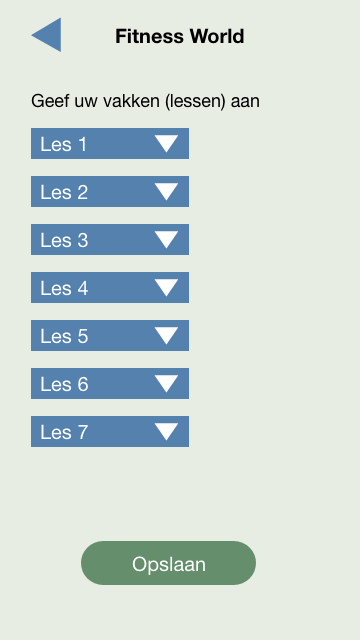 Fitness World
Geef uw vakken (lessen) aan
Les 1
Les 2
Les 3
Les 4
Les 5
Les 6
Les 7
Opslaan